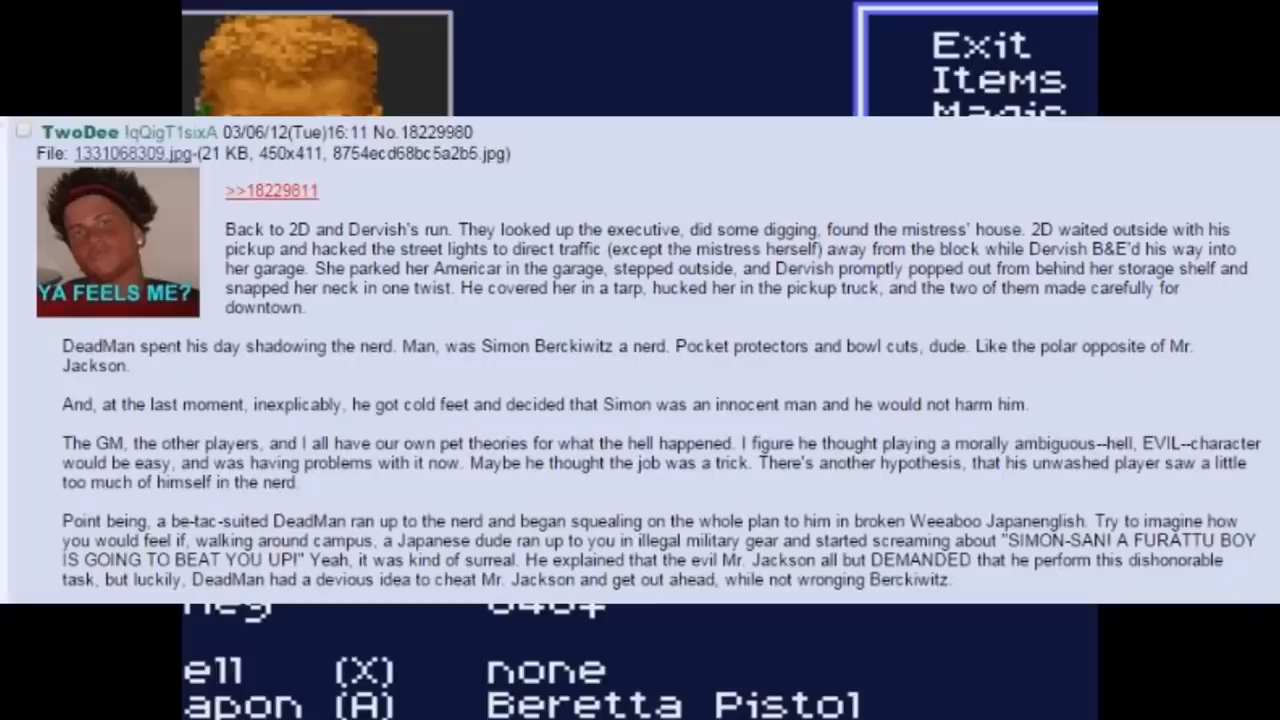 Exit
Items
Magic
TwoDee !qQigT1sixA 03/06/12(Tue)16:11 No.18229980
File: 1331068309.jpg-(21 KB, 450x411, 8754ecd68bc5a2b5.jpg)
YA FEELS ME?
>>18229811
Back to 2D and Dervish's run. They looked up the executive, did some digging, found the mistress' house. 2D waited outside with his
pickup and hacked the street lights to direct traffic (except the mistress herself) away from the block while Dervish B&E'd his way into
her garage. She parked her Americar in the garage, stepped outside, and Dervish promptly popped out from behind her storage shelf and
snapped her neck in one twist. He covered her in a tarp, hucked her in the pickup truck, and the two of them made carefully for
downtown.
DeadMan spent his day shadowing the nerd. Man, was Simon Berckiwitz a nerd. Pocket protectors and bowl cuts, dude. Like the polar opposite of Mr.
Jackson.
And, at the last moment, inexplicably, he got cold feet and decided that Simon was an innocent man and he would not harm him.
The GM, the other players, and I all have our own pet theories for what the hell happened. I figure he thought playing a morally ambiguous--hell, EVIL--character
would be easy, and was having problems with it now. Maybe he thought the job was a trick. There's another hypothesis, that his unwashed player saw a little
too much of himself in the nerd.
Point being, a be-tac-suited DeadMan ran up to the nerd and began squealing on the whole plan to him in broken Weeaboo Japanenglish. Try to imagine how
you would feel if, walking around campus, a Japanese dude ran up to you in illegal military gear and started screaming about "SIMON-SAN! A FURATTU BOY
IS GOING TO BEAT YOU UP!" Yeah, it was kind of surreal. He explained that the evil Mr. Jackson all but DEMANDED that he perform this dishonorable
task, but luckily, DeadMan had a devious idea to cheat Mr. Jackson and get out ahead, while not wronging Berckiwitz.
ell (X) none
apon (A) Beretta Pistol